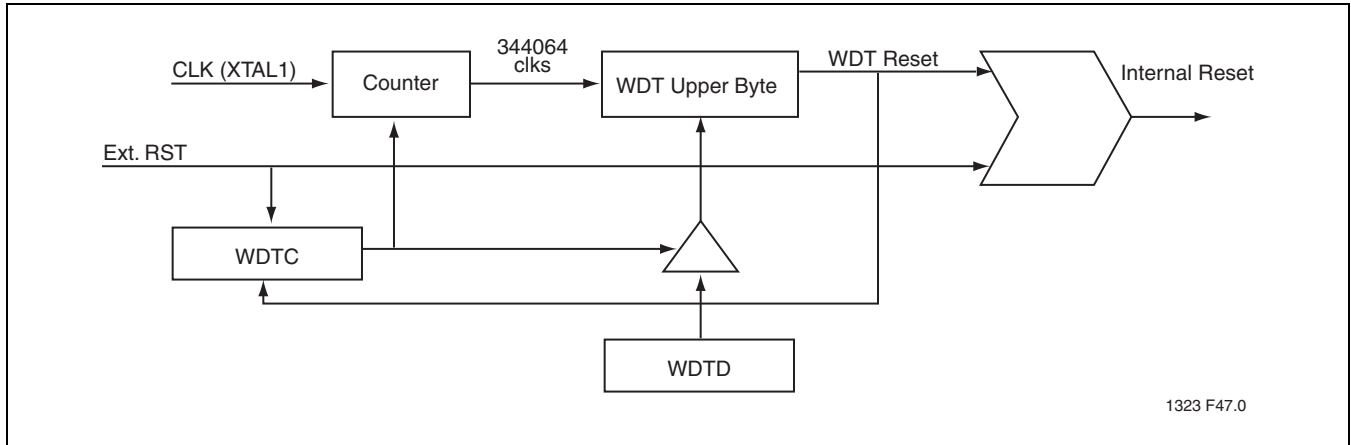 344064
clks
WDT Reset
CLK (XTAL1)
Counter
WDT Upper Byte
Internal Reset
Ext. RST
WDTC
WDTD
1323 F47.0